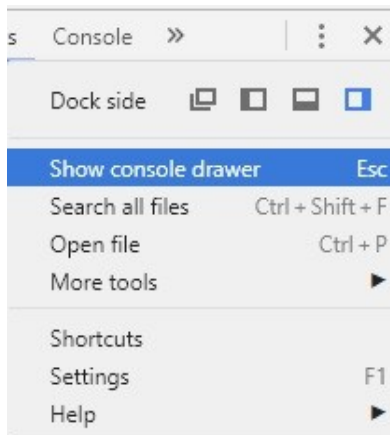 s Console »
Dock side
Show console drawer Esc
Search all files Ctrl + Shift + F
Open file Ctrl + P
More tools
Shortcuts
Settings F1
Help